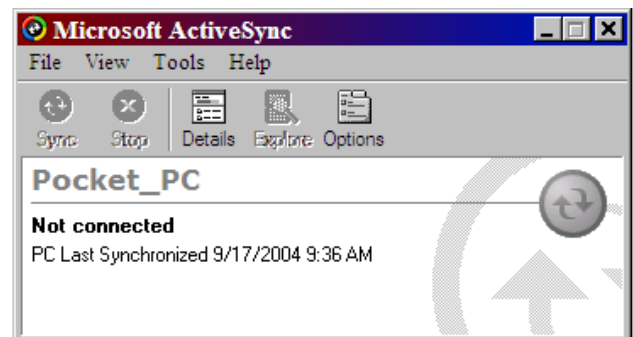 Microsoft ActiveSync
File View Tools Help
Sync Stop Details Explore Options
Pocket_PC
Not connected
PC Last Synchronized 9/17/2004 9:36 AM